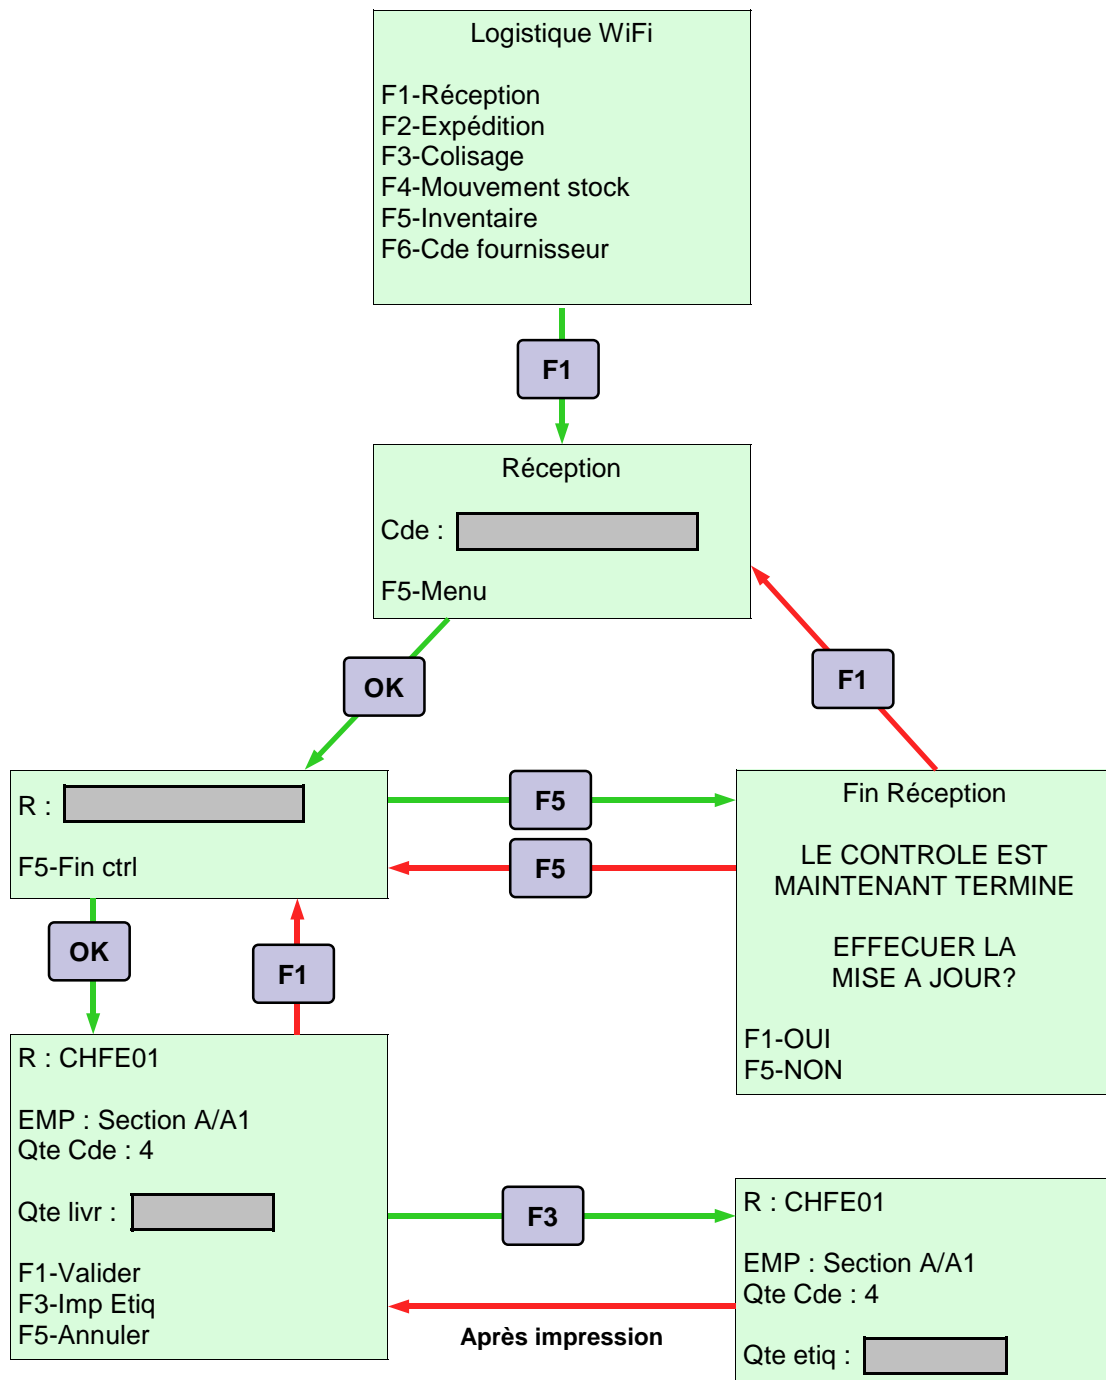 Logistique WiFi
F1-Réception
F2-Expédition
F3-Colisage
F4-Mouvement stock
F5-Inventaire
F6-Cde fournisseur
F1
Réception
Cde :
F5-Menu
OK
F1
R :
F5-Fin ctrl
F5
F5
Fin Réception
LE CONTROLE EST
MAINTENANT TERMINE
EFFECUER LA
MISE A JOUR?
F1-OUI
F5-NON
OK
F1
R : CHFE01
EMP : Section A/A1
Qte Cde : 4
Qte livr :
F1-Valider
F3-Imp Etiq
F5-Annuler
F3
Après impression
R : CHFE01
EMP : Section A/A1
Qte Cde : 4
Qte etiq :